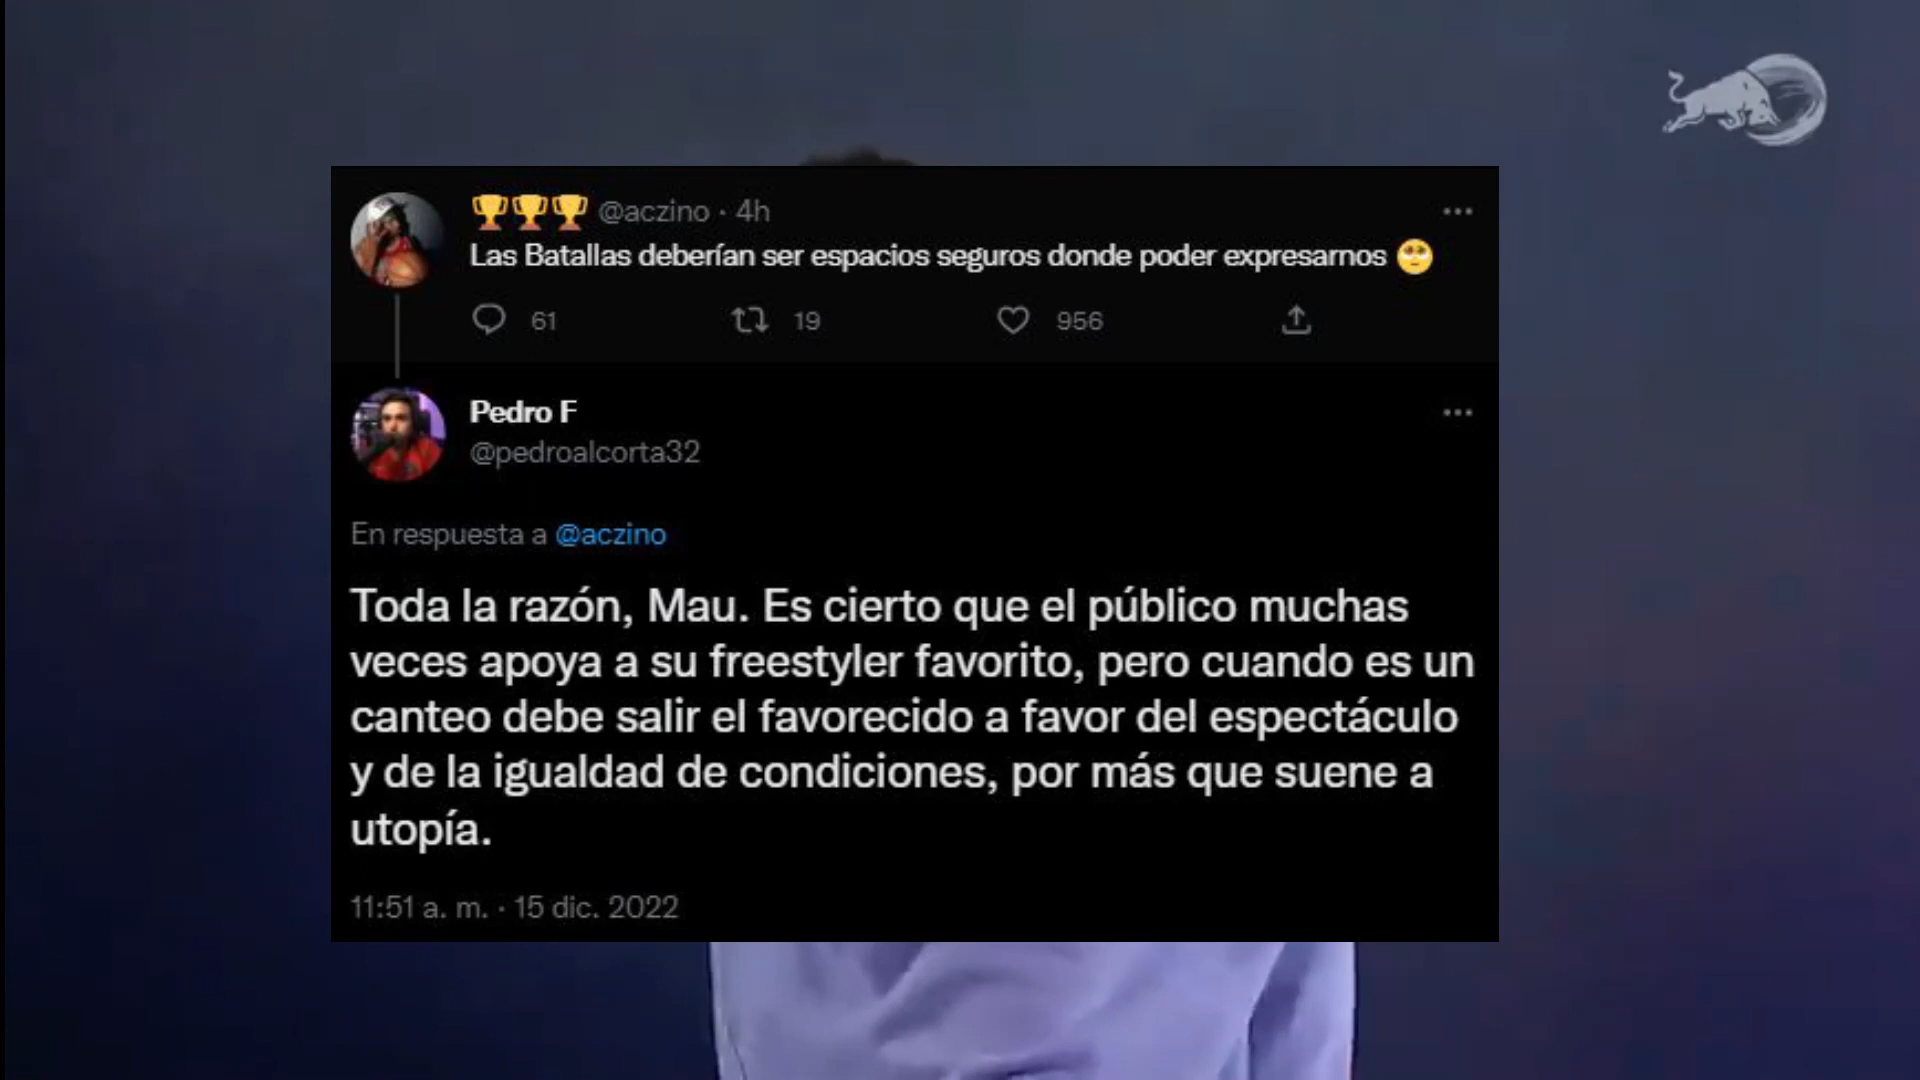 🏆🏆🏆 @aczino · 4h
Las Batallas deberían ser espacios seguros donde poder expresarnos 🥺
61 19 956
Pedro F
@pedroalcorta32
En respuesta a @aczino
Toda la razón, Mau. Es cierto que el público muchas
veces apoya a su freestyler favorito, pero cuando es un
canteo debe salir el favorecido a favor del espectáculo
y de la igualdad de condiciones, por más que suene a
utopía.
11:51 a. m. · 15 dic. 2022